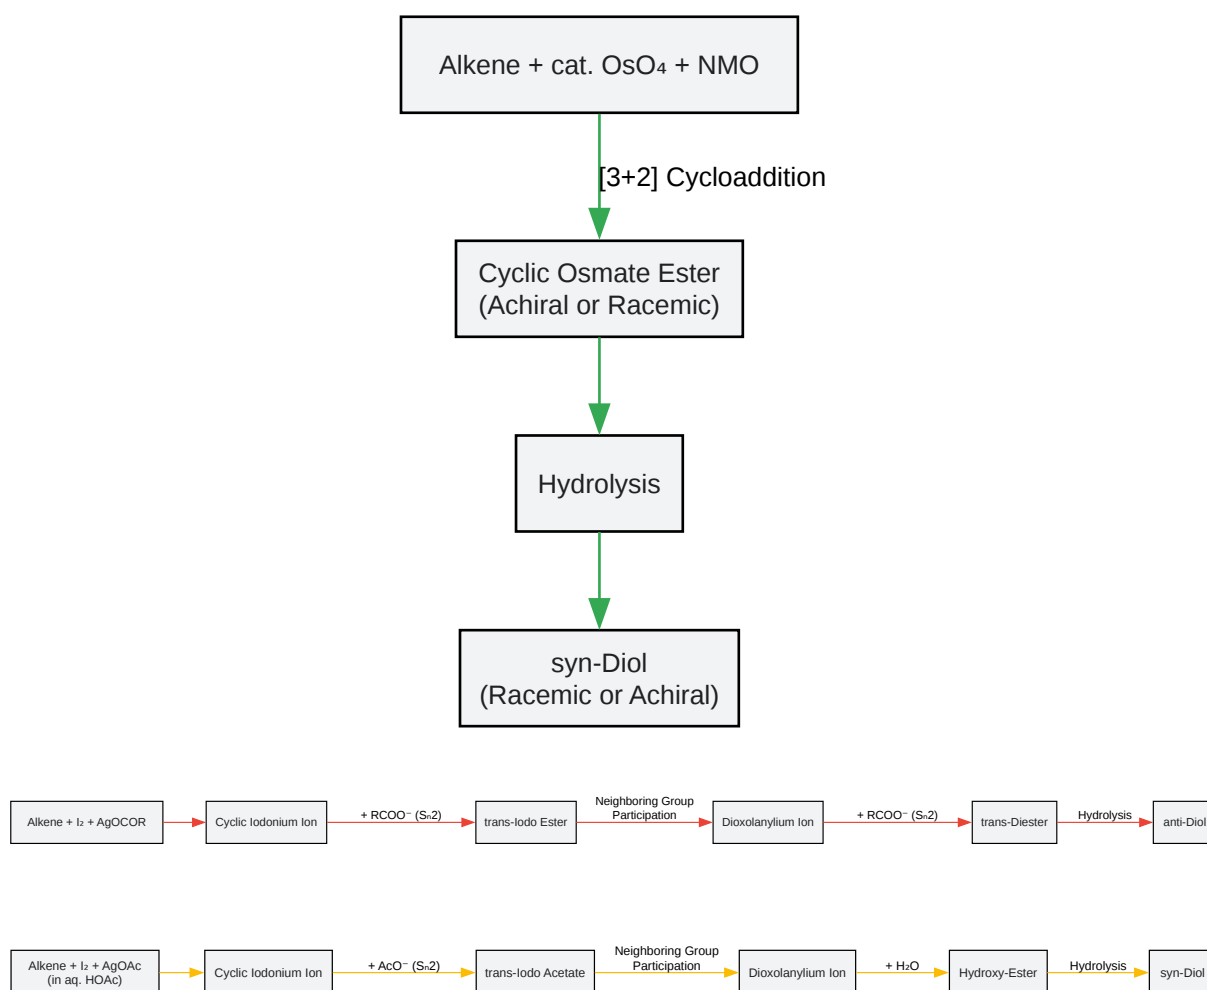 Alkene + cat. OsO₄ + NMO
[3+2] Cycloaddition
Cyclic Osmate Ester
(Achiral or Racemic)
Hydrolysis
syn-Diol
(Racemic or Achiral)
Alkene + I₂ + AgOCOR
Cyclic Iodonium Ion
+ RCOO⁻ (Sₙ2)
trans-Iodo Ester
Neighboring Group
Participation
Dioxolanylium Ion
+ RCOO⁻ (Sₙ2)
trans-Diester
Hydrolysis
anti-Diol
Alkene + I₂ + AgOAc
(in aq. HOAc)
Cyclic Iodonium Ion
+ AcO⁻ (Sₙ2)
trans-Iodo Acetate
Neighboring Group
Participation
Dioxolanylium Ion
+ H₂O
Hydroxy-Ester
Hydrolysis
syn-Diol